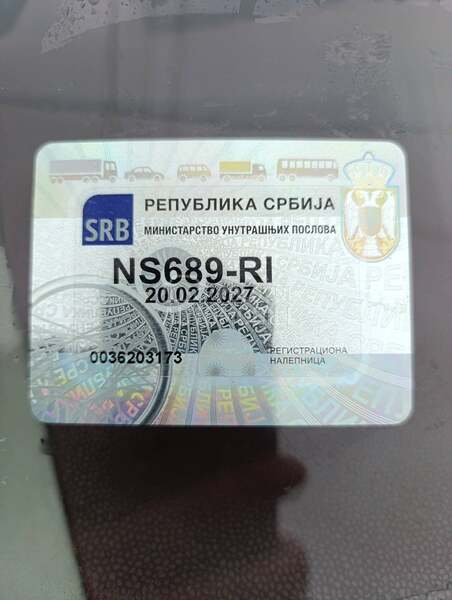 SRB
РЕПУБЛИКА СРБИЈА
МИНИСТАРСТВО УНУТРАШЊИХ ПОСЛОВА
NS689-RI
20.02.2027
0036203173
РЕГИСТРАЦИОНА
НАЛЕПНИЦА